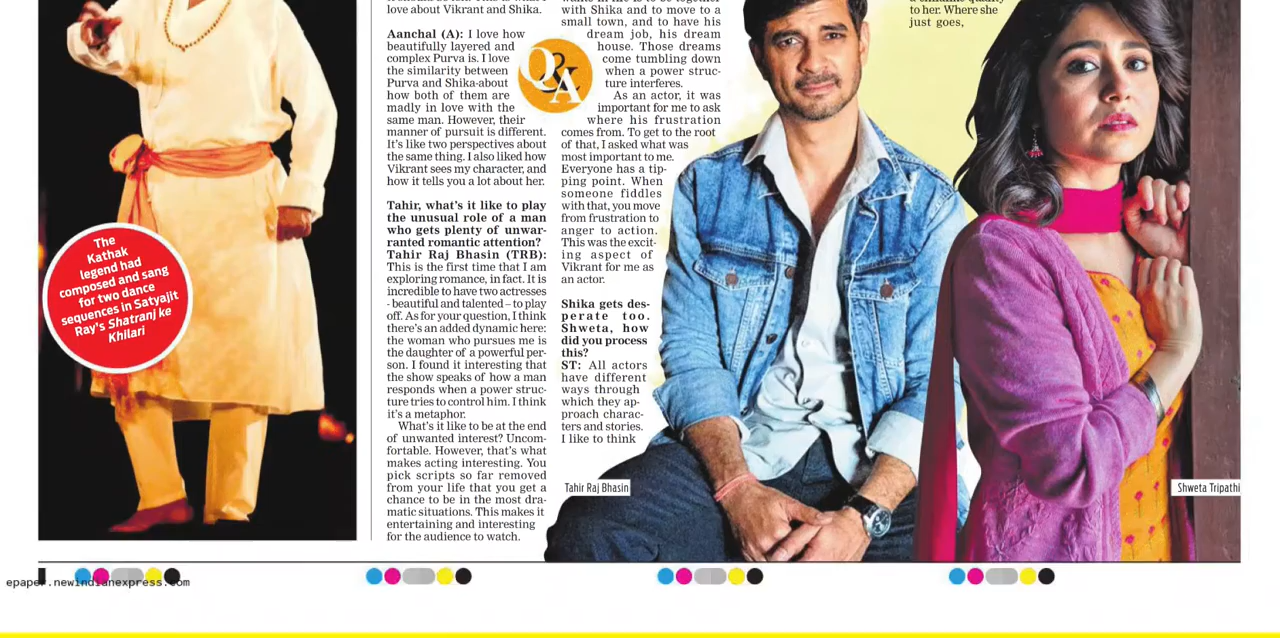 The
Kathak
legend had
composed and sang
for two dance
sequences in Satyajit
Ray's Shatranj ke
Khilari
love about Vikrant and Shika.
Aanchal (A): I love how
beautifully layered and
complex Purva is. I love
the similarity between
Purva and Shika-about
how both of them are
madly in love with the
same man. However, their
manner of pursuit is different.
It's like two perspectives about
the same thing. I also liked how
Vikrant sees my character, and
how it tells you a lot about her.
Tahir, what's it like to play
the unusual role of a man
who gets plenty of unwar-
ranted romantic attention?
Tahir Raj Bhasin (TRB):
This is the first time that I am
exploring romance, in fact. It is
incredible to have two actresses
- beautiful and talented – to play
off. As for your question, I think
there's an added dynamic here:
the woman who pursues me is
the daughter of a powerful per-
son. I found it interesting that
the show speaks of how a man
responds when a power struc-
ture tries to control him. I think
it's a metaphor.
What's it like to be at the end
of unwanted interest? Uncom-
fortable. However, that's what
makes acting interesting. You
pick scripts so far removed
from your life that you get a
chance to be in the most dra-
matic situations. This makes it
entertaining and interesting
for the audience to watch.
Q&A
with Shika and to move to a
small town, and to have his
dream job, his dream
house. Those dreams
come tumbling down
when a power struc-
ture interferes.
As an actor, it was
important for me to ask
where his frustration
comes from. To get to the root
of that, I asked what was
most important to me.
Everyone has a tip-
ping point. When
someone fiddles
with that, you move
from frustration to
anger to action.
This was the excit-
ing aspect of
Vikrant for me as
an actor.
Shika gets des-
perate too.
Shweta, how
did you process
this?
ST: All actors
have different
ways through
which they ap-
proach charac-
ters and stories.
I like to think
to her. Where she
just goes,
Tahir Raj Bhasin
Shweta Tripathi
epaper.newindianexpress.com